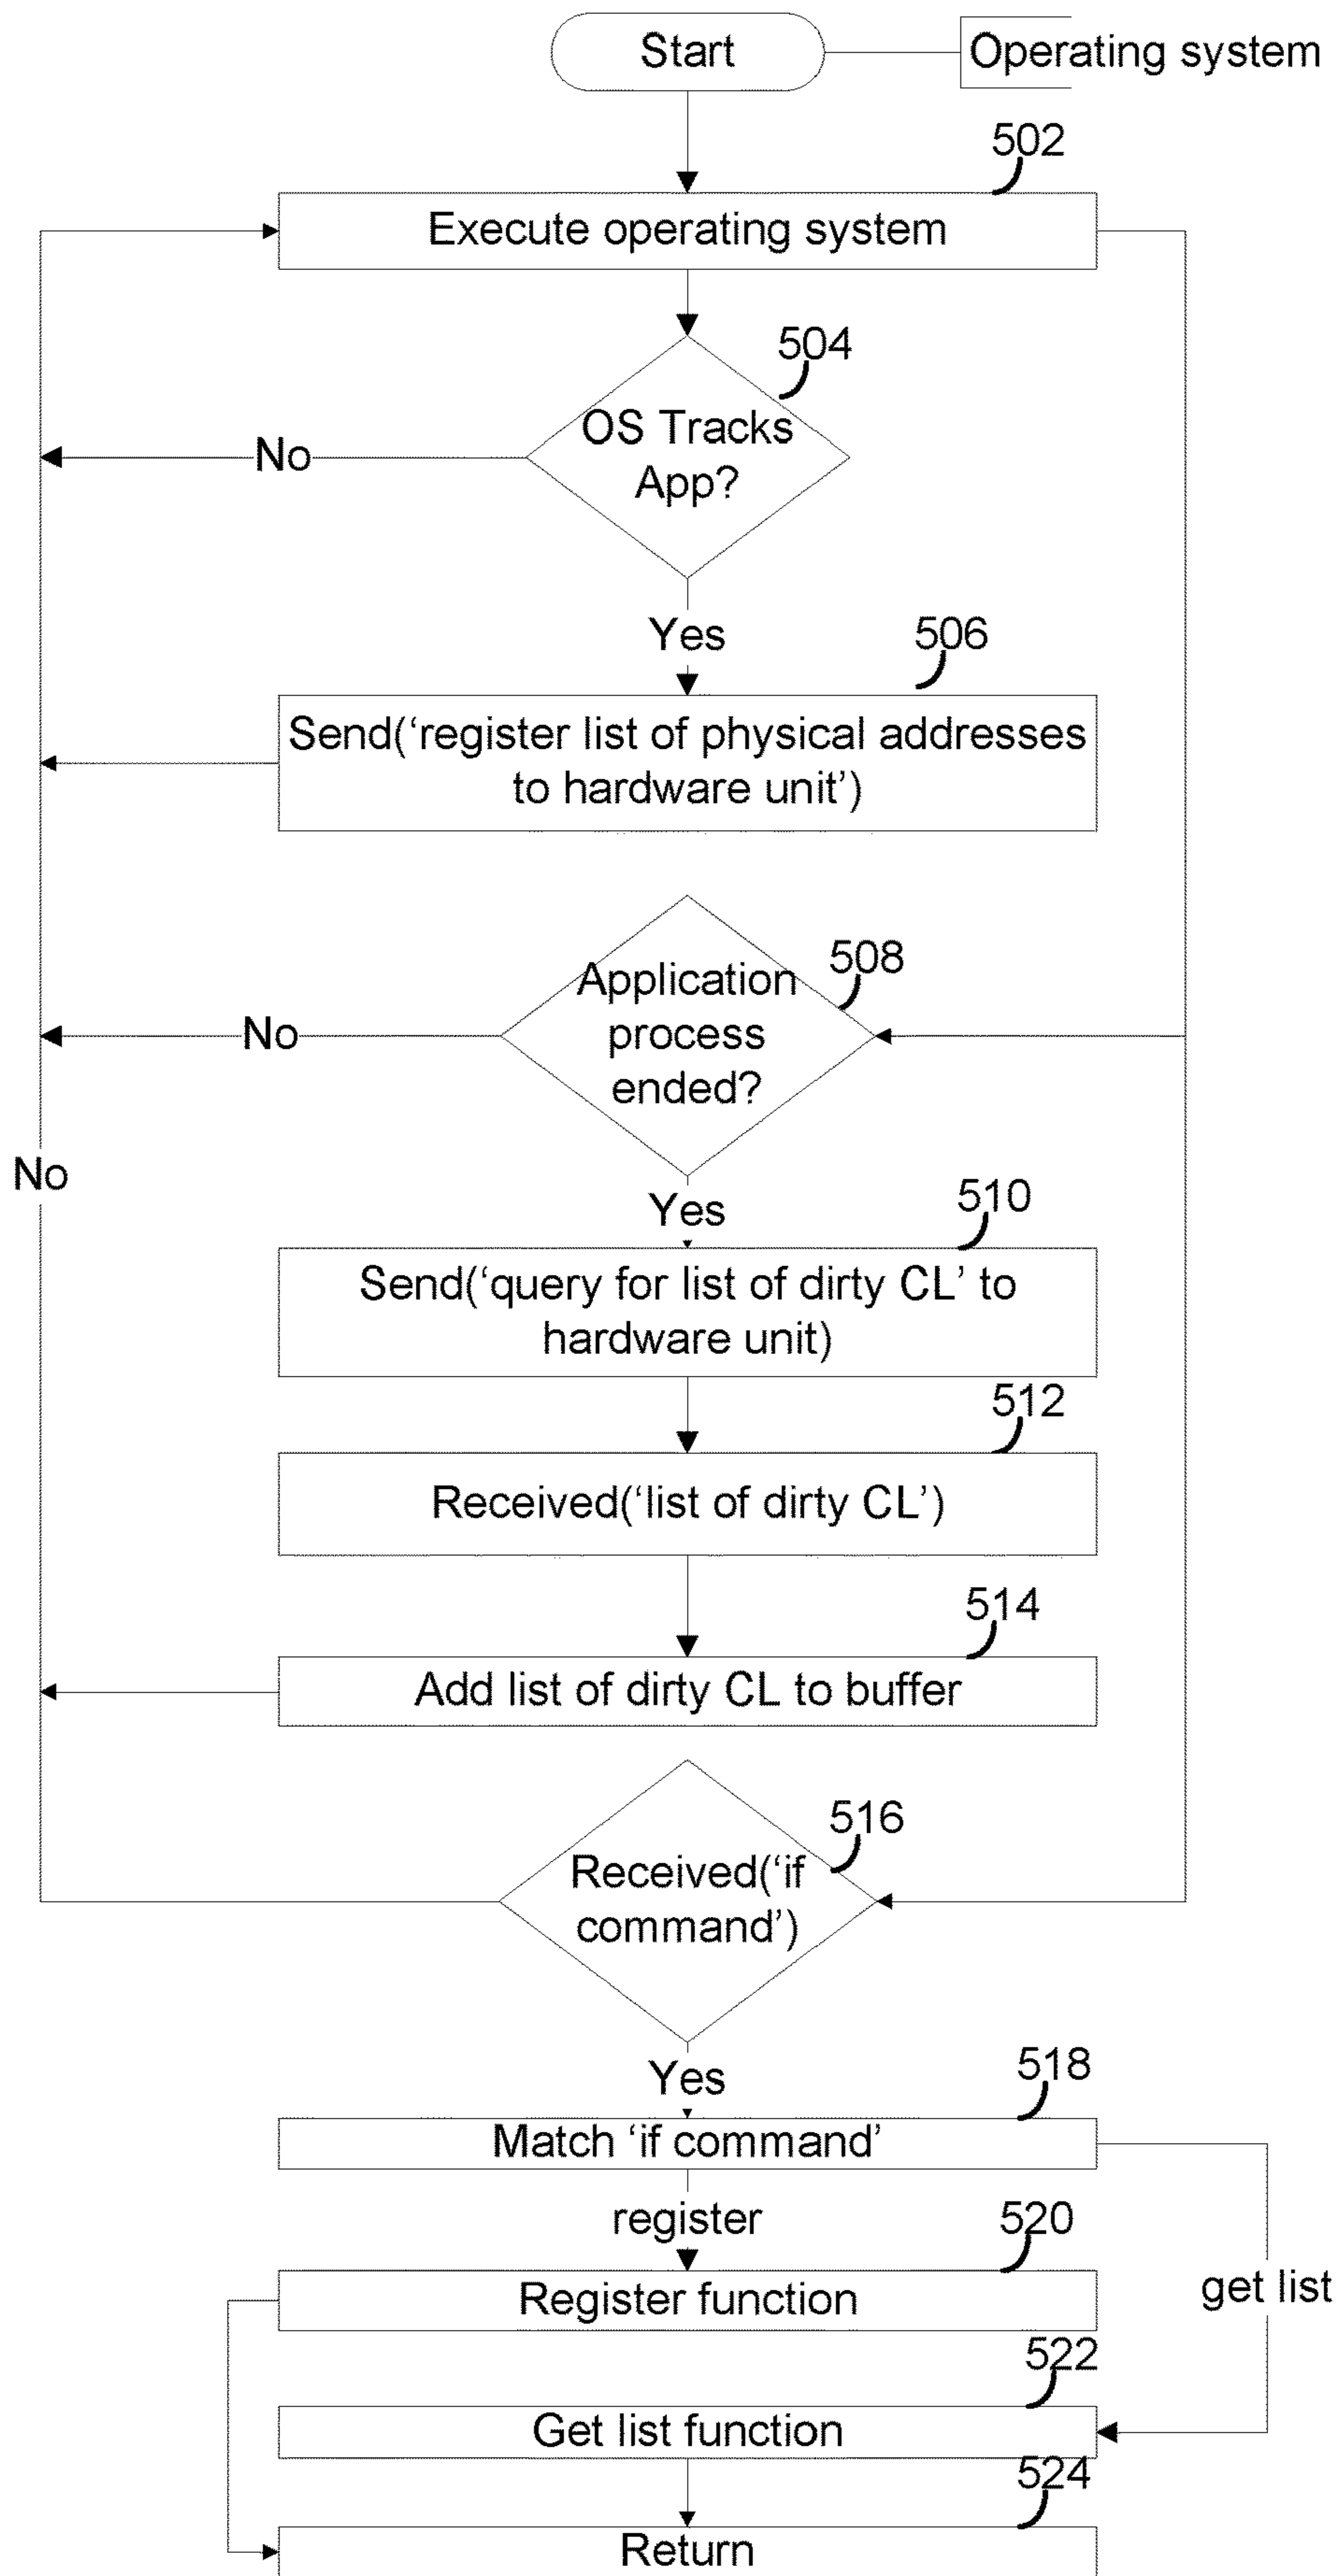 Start
Operating system
502
Execute operating system
504
OS Tracks
App?
No
Yes
506
Send(‘register list of physical addresses
to hardware unit’)
508
Application
process
ended?
No
No
Yes
510
Send(‘query for list of dirty CL’ to
hardware unit)
512
Received(‘list of dirty CL’)
514
Add list of dirty CL to buffer
516
Received(‘if
command’)
Yes
518
Match ‘if command’
register
520
Register function
get list
522
Get list function
524
Return